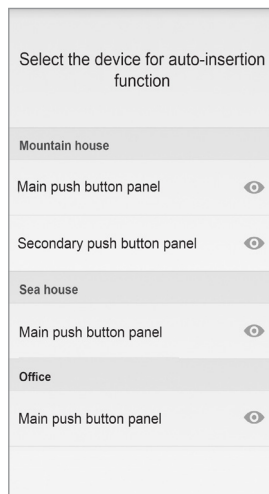 Select the device for auto-insertion
function
Mountain house
Main push button panel
Secondary push button panel
Sea house
Main push button panel
Office
Main push button panel